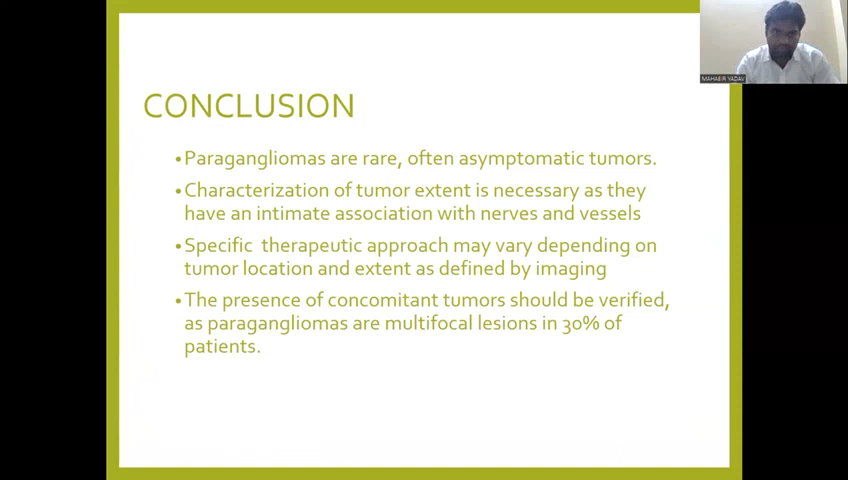 MAHABIR YADAV
CONCLUSION
•Paragangliomas are rare, often asymptomatic tumors.
•Characterization of tumor extent is necessary as they
have an intimate association with nerves and vessels
•Specific therapeutic approach may vary depending on
tumor location and extent as defined by imaging
•The presence of concomitant tumors should be verified,
as paragangliomas are multifocal lesions in 30% of
patients.